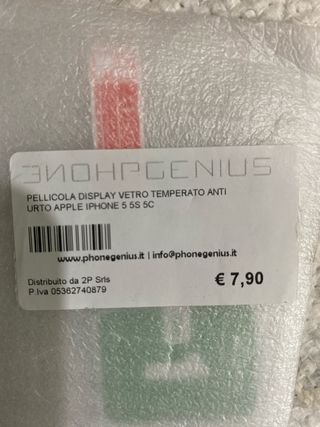 PHONEPHGENIUS
PELLICOLA DISPLAY VETRO TEMPERATO ANTI
URTO APPLE IPHONE 5 5S 5C
www.phonegenius.it | info@phonegenius.it
Distribuito da 2P Srls
P.Iva 05362740879
€ 7,90